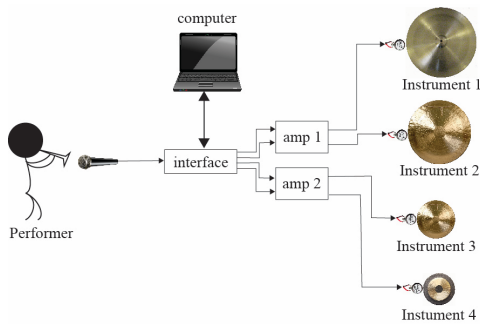 computer
Instrument 1
amp 1
interface
Instrument 2
amp 2
Performer
Instrument 3
Instument 4